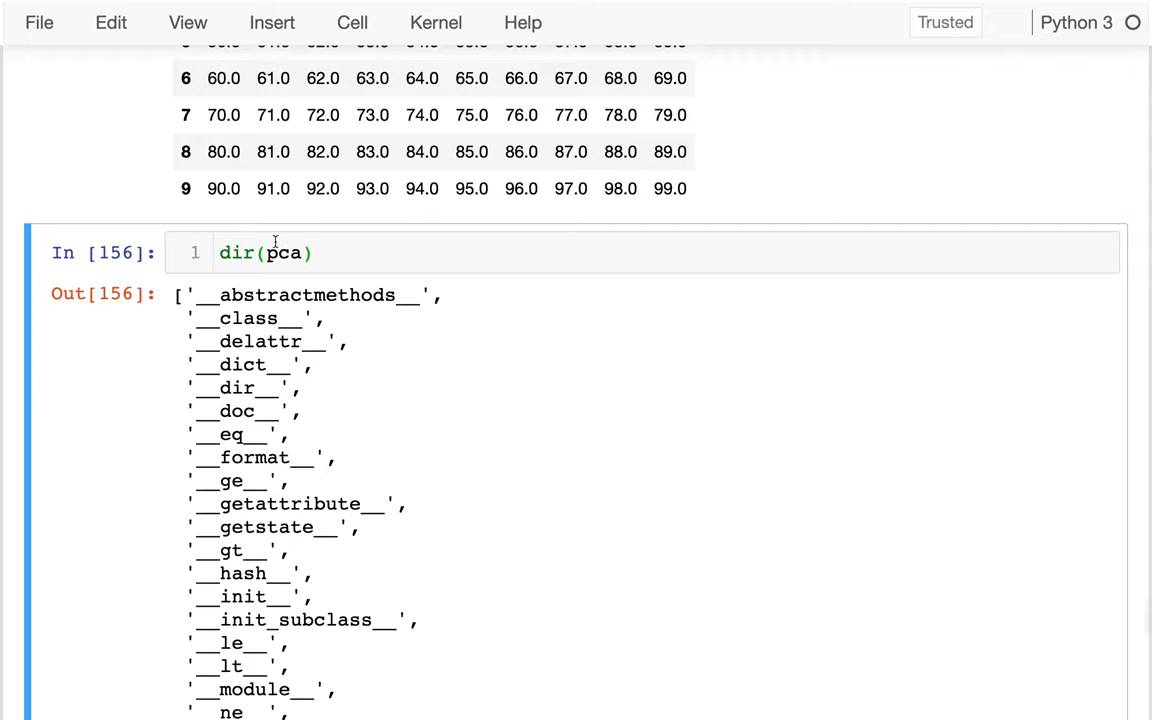 File Edit View Insert Cell Kernel Help Trusted Python 3
6 60.0 61.0 62.0 63.0 64.0 65.0 66.0 67.0 68.0 69.0
7 70.0 71.0 72.0 73.0 74.0 75.0 76.0 77.0 78.0 79.0
8 80.0 81.0 82.0 83.0 84.0 85.0 86.0 87.0 88.0 89.0
9 90.0 91.0 92.0 93.0 94.0 95.0 96.0 97.0 98.0 99.0
In [156]: 1 dir(pca)
Out[156]: ['__abstractmethods__',
'__class__',
'__delattr__',
'__dict__',
'__dir__',
'__doc__',
'__eq__',
'__format__',
'__ge__',
'__getattribute__',
'__getstate__',
'__gt__',
'__hash__',
'__init__',
'__init_subclass__',
'__le__',
'__lt__',
'__module__',
'__ne__',